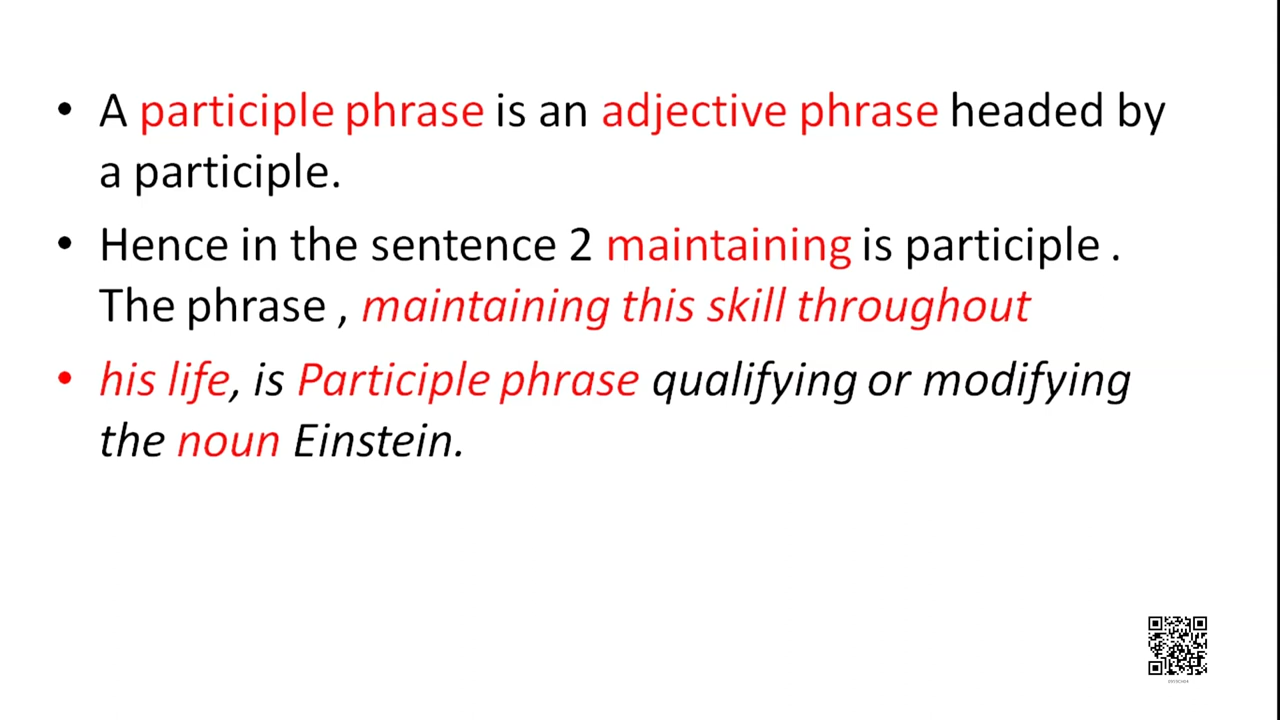 • A participle phrase is an adjective phrase headed by
a participle.
• Hence in the sentence 2 maintaining is participle .
The phrase , maintaining this skill throughout
• his life, is Participle phrase qualifying or modifying
the noun Einstein.